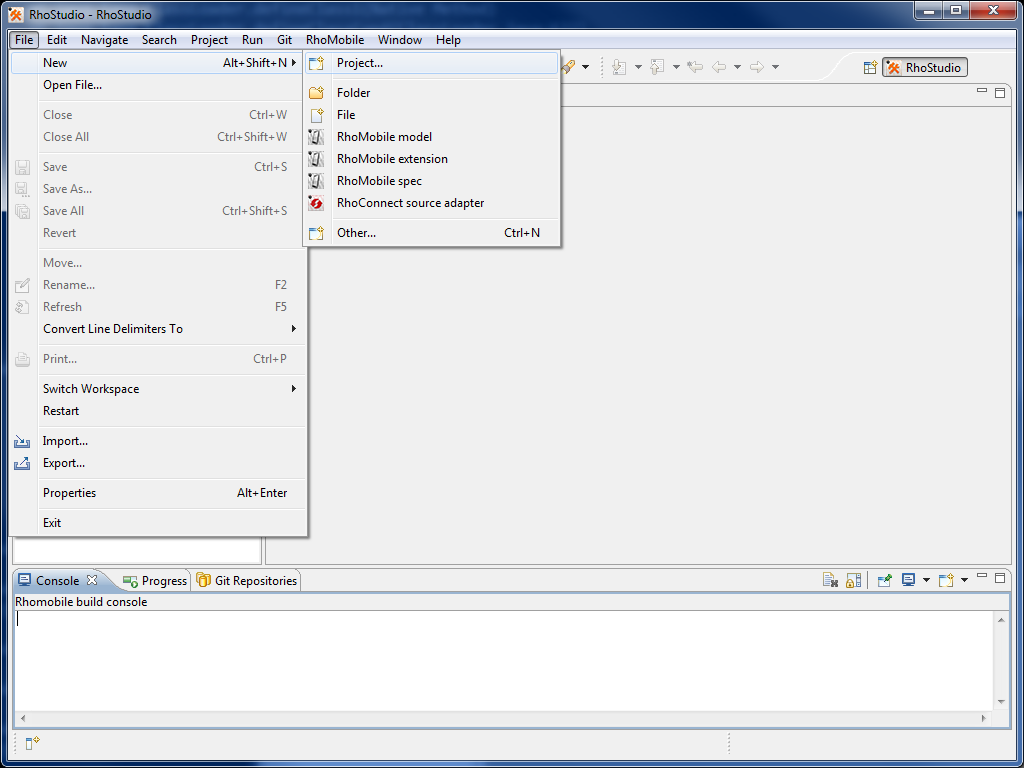 RhoStudio - RhoStudio
File Edit Navigate Search Project Run Git RhoMobile Window Help
New Alt+Shift+N
Open File...
Close Ctrl+W
Close All Ctrl+Shift+W
Save Ctrl+S
Save As...
Save All Ctrl+Shift+S
Revert
Move...
Rename... F2
Refresh F5
Convert Line Delimiters To
Print... Ctrl+P
Switch Workspace
Restart
Import...
Export...
Properties Alt+Enter
Exit
Project...
Folder
File
RhoMobile model
RhoMobile extension
RhoMobile spec
RhoConnect source adapter
Other... Ctrl+N
RhoStudio
Console Progress Git Repositories
Rhomobile build console